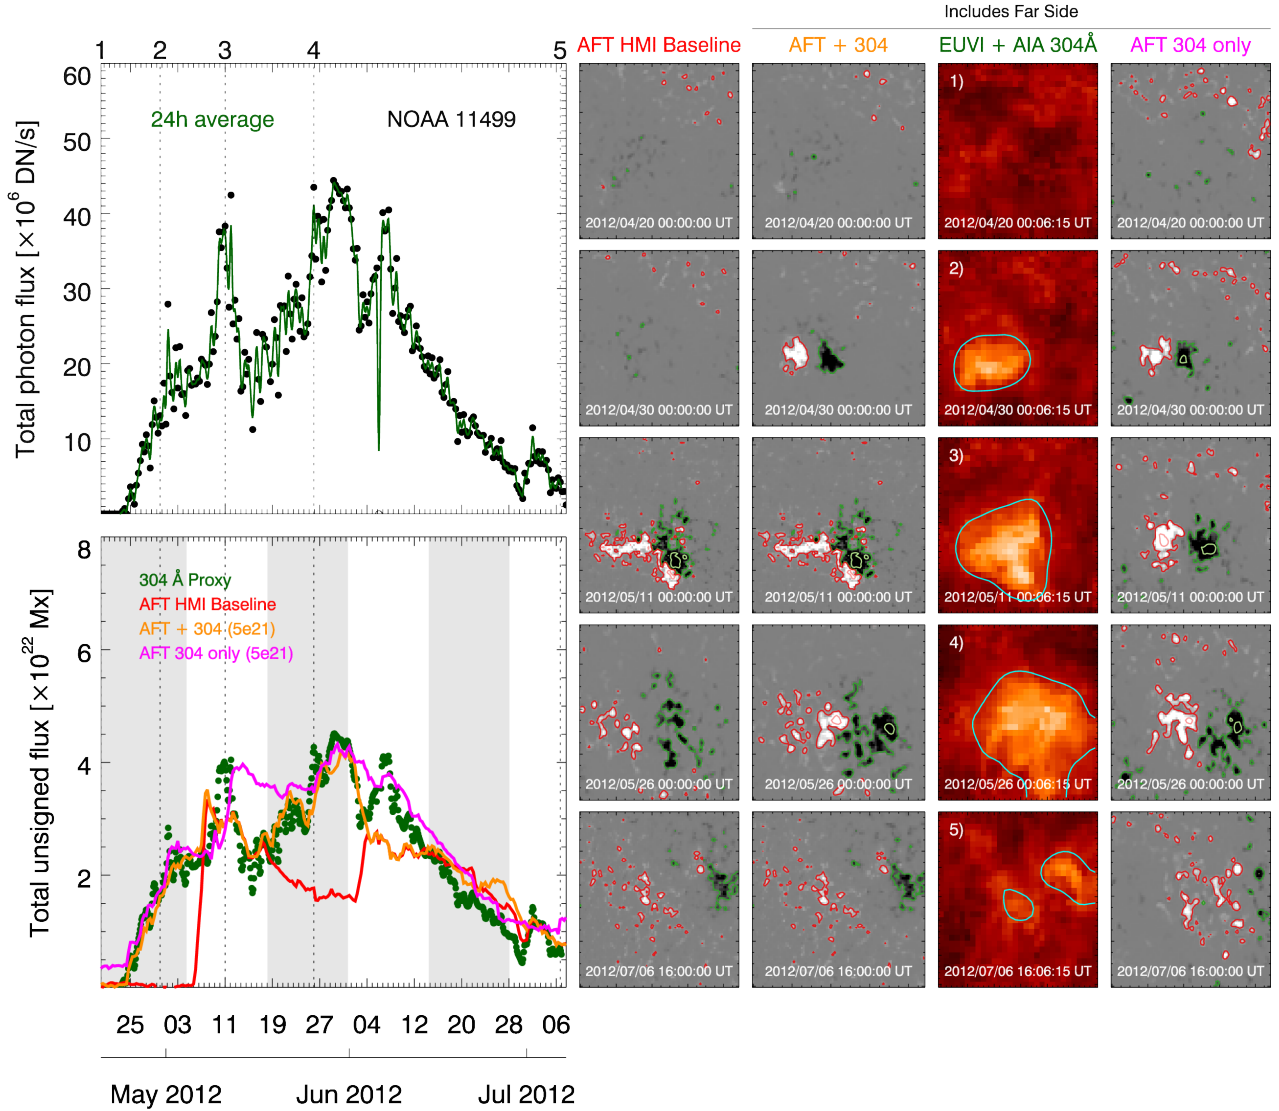 Includes Far Side
AFT HMI Baseline
AFT + 304
EUVI + AIA 304Å
AFT 304 only
1 2 3 4 5
60
50
40
30
20
10
Total photon flux [×10⁶ DN/s]
24h average
NOAA 11499
8
6
4
2
Total unsigned flux [×10²² Mx]
304 Å Proxy
AFT HMI Baseline
AFT + 304 (5e21)
AFT 304 only (5e21)
25 03 11 19 27 04 12 20 28 06
May 2012 Jun 2012 Jul 2012
1)
2012/04/20 00:00:00 UT
2012/04/20 00:00:00 UT
2012/04/20 00:06:15 UT
2012/04/20 00:00:00 UT
2)
2012/04/30 00:00:00 UT
2012/04/30 00:00:00 UT
2012/04/30 00:06:15 UT
2012/04/30 00:00:00 UT
3)
2012/05/11 00:00:00 UT
2012/05/11 00:00:00 UT
2012/05/11 00:06:15 UT
2012/05/11 00:00:00 UT
4)
2012/05/26 00:00:00 UT
2012/05/26 00:00:00 UT
2012/05/26 00:06:15 UT
2012/05/26 00:00:00 UT
5)
2012/07/06 16:00:00 UT
2012/07/06 16:00:00 UT
2012/07/06 16:06:15 UT
2012/07/06 16:00:00 UT